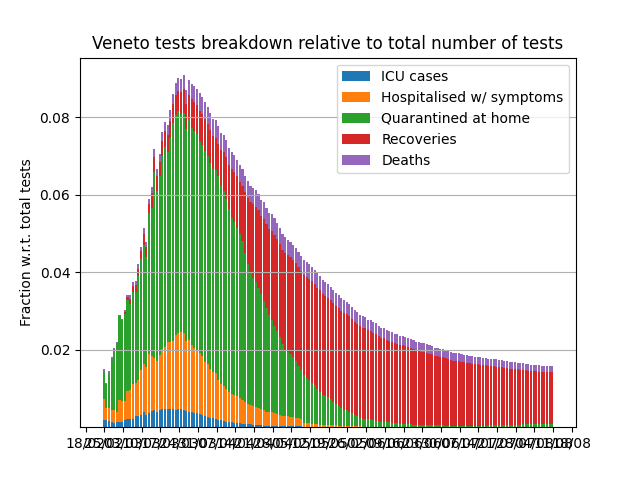 Veneto tests breakdown relative to total number of tests
ICU cases
Hospitalised w/ symptoms
Quarantined at home
Recoveries
Deaths
Fraction w.r.t. total tests
0.08
0.06
0.04
0.02